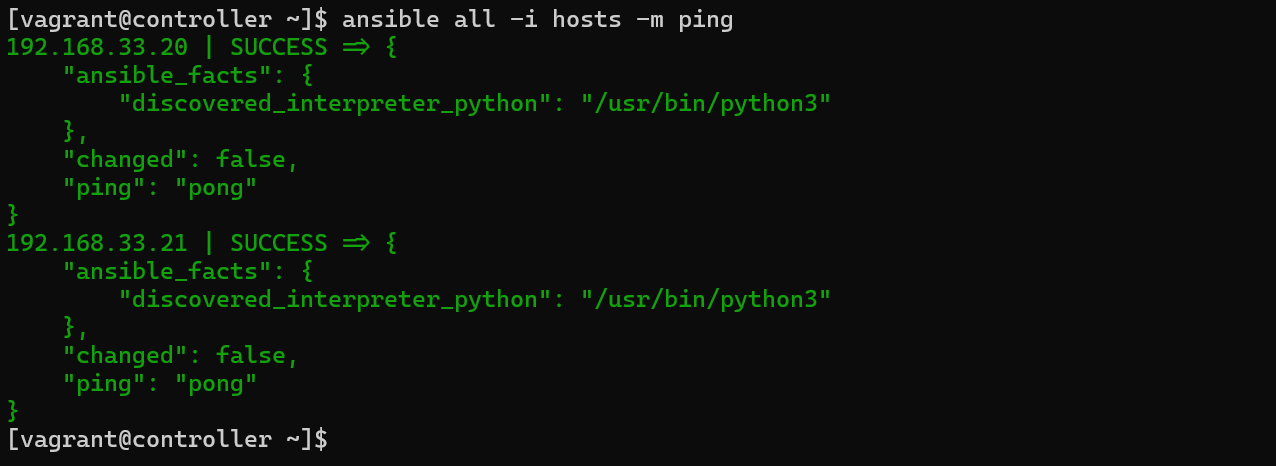 [vagrant@controller ~]$ ansible all -i hosts -m ping
192.168.33.20 | SUCCESS => {
    "ansible_facts": {
        "discovered_interpreter_python": "/usr/bin/python3"
    },
    "changed": false,
    "ping": "pong"
}
192.168.33.21 | SUCCESS => {
    "ansible_facts": {
        "discovered_interpreter_python": "/usr/bin/python3"
    },
    "changed": false,
    "ping": "pong"
}
[vagrant@controller ~]$